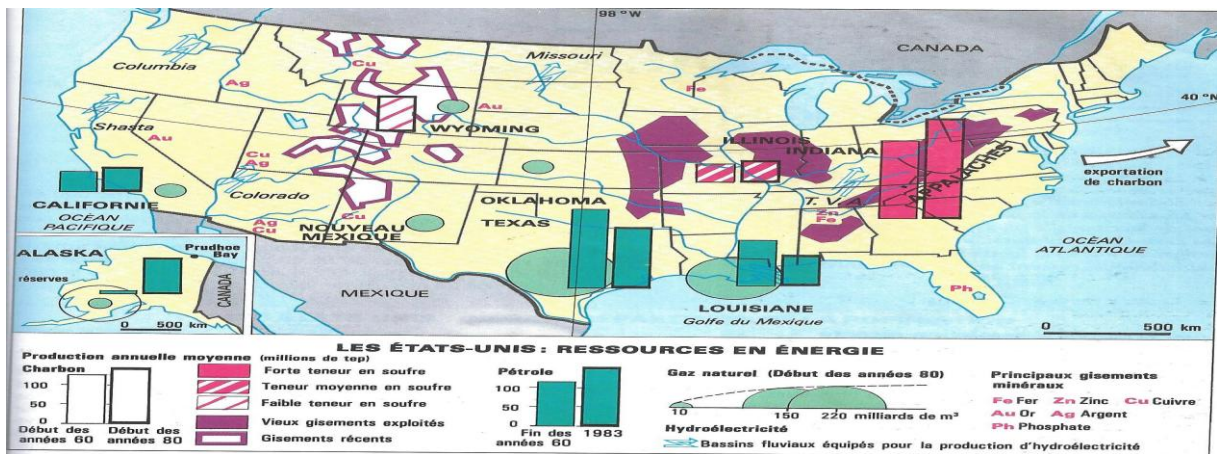 98 °W
CANADA
Missouri
Columbia
Cu
Ag
Fe
Au
40 °N
Shasta
Au
WYOMING
ILLINOIS
INDIANA
Cu
Ag
APPALACHES
exportation
de charbon
Colorado
OKLAHOMA
T.V.A.
Zn
Fe
CALIFORNIE
OCÉAN
PACIFIQUE
Ag
Cu
Cu
NOUVEAU
MEXIQUE
TEXAS
OCÉAN
ATLANTIQUE
Prudhoe
Bay
ALASKA
réserves
CANADA
MEXIQUE
LOUISIANE
Golfe du Mexique
Ph
0 500 km
0 500 km
LES ÉTATS-UNIS : RESSOURCES EN ÉNERGIE
Production annuelle moyenne (millions de tep)
Charbon
100
50
0
Début des
années 60
Début des
années 80
Forte teneur en soufre
Teneur moyenne en soufre
Faible teneur en soufre
Vieux gisements exploités
Gisements récents
Pétrole
100
50
0
Fin des
années 60
1983
Gaz naturel (Début des années 80)
10 150 220 milliards de m³
Hydroélectricité
Bassins fluviaux équipés pour la production d'hydroélectricité
Principaux gisements
minéraux
Fe Fer Zn Zinc Cu Cuivre
Au Or Ag Argent
Ph Phosphate